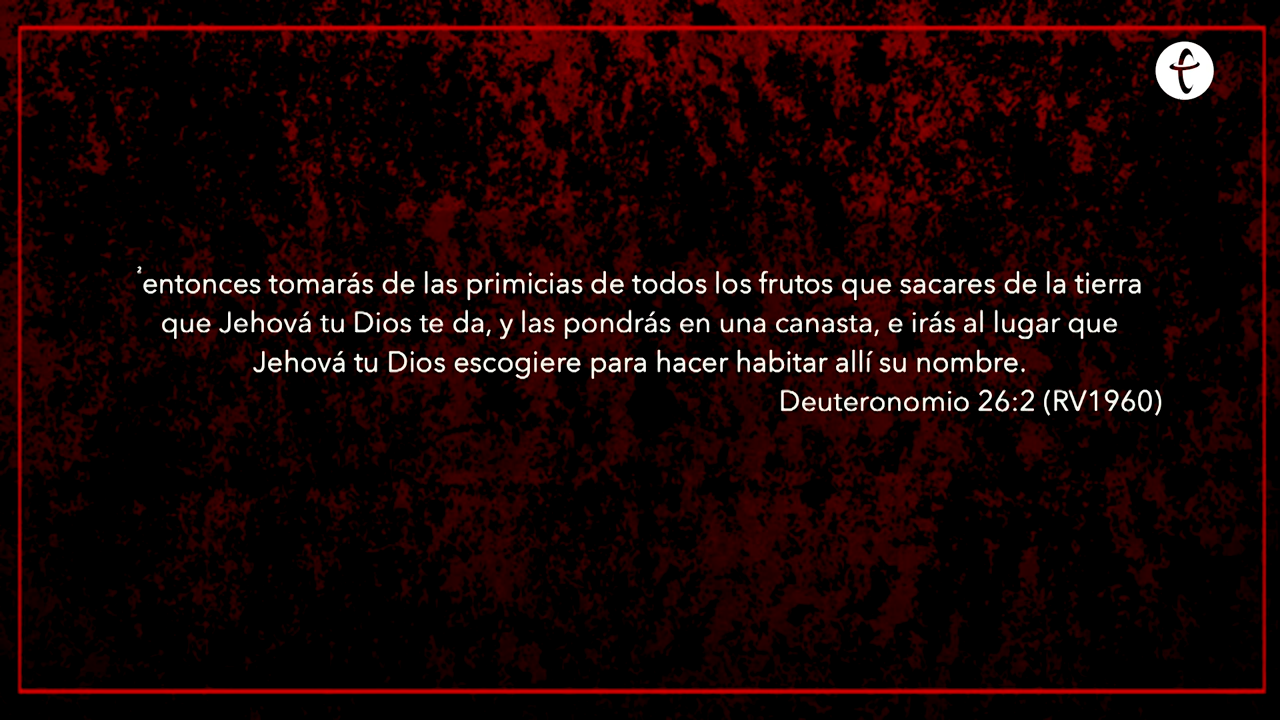 ²entonces tomarás de las primicias de todos los frutos que sacares de la tierra
que Jehová tu Dios te da, y las pondrás en una canasta, e irás al lugar que
Jehová tu Dios escogiere para hacer habitar allí su nombre.
Deuteronomio 26:2 (RV1960)